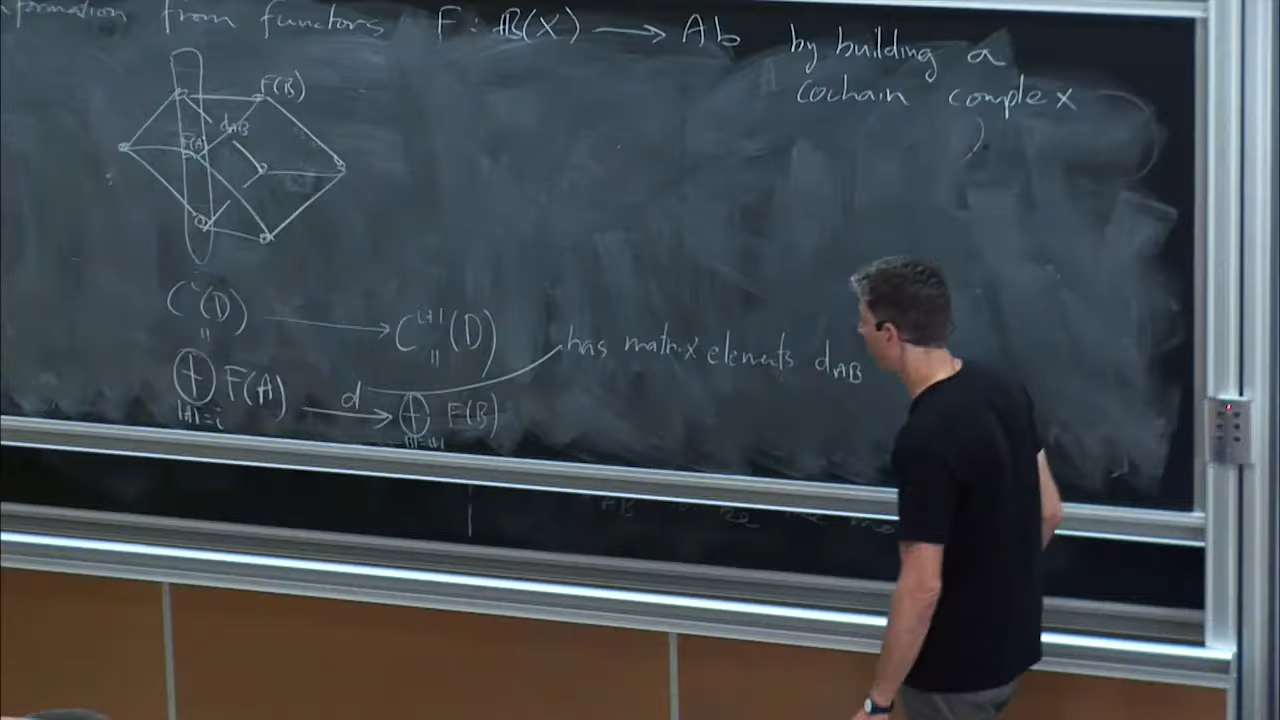 formation from functors F : B(X) → Ab by building a
cochain complex
F(B)
d_AB
F(A)
C^i(D) → C^{i+1}(D)
|| ||
⊕ F(A) d→ ⊕ F(B) has matrix elements d_AB
|A|=i |B|=i+1